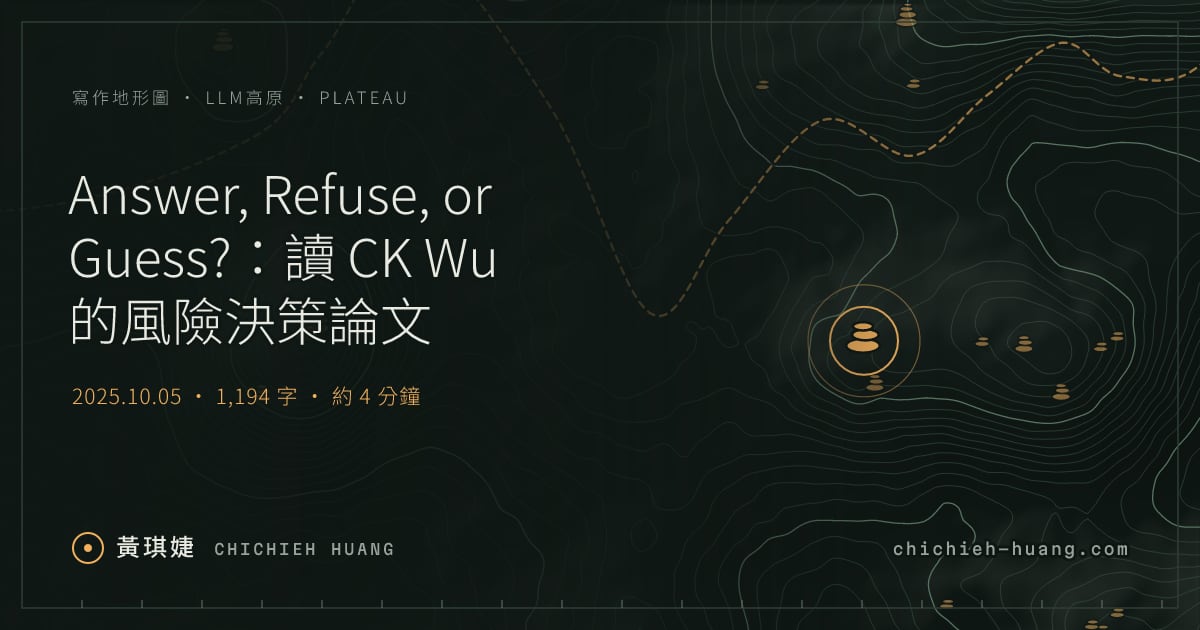 寫作地形圖 · LLM高原 · PLATEAU
Answer, Refuse, or
Guess?：讀 CK Wu
的風險決策論文
2025.10.05 · 1,194 字 · 約 4 分鐘
黃琪婕 CHICHIEH HUANG
chichieh-huang.com